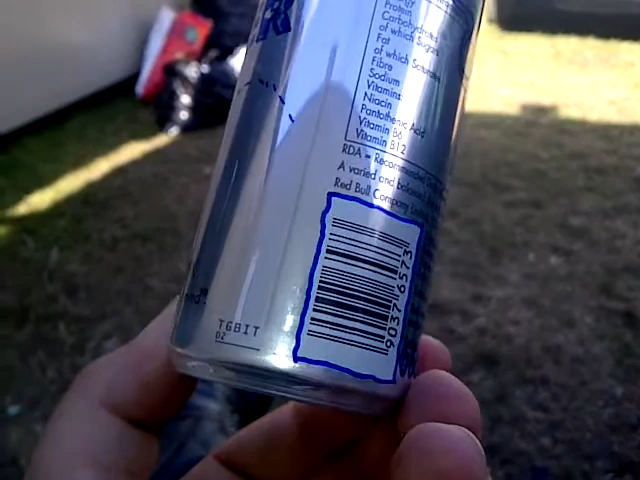 Protein
Carbohydrate
of which Sugars
Fat
of which Saturates
Fibre
Sodium
Vitamins:
Niacin
Pantothenic Acid
Vitamin B6
Vitamin B12
RDA = Recommended
A varied and balanced
Red Bull Company
9037 6573
TGBIT
02